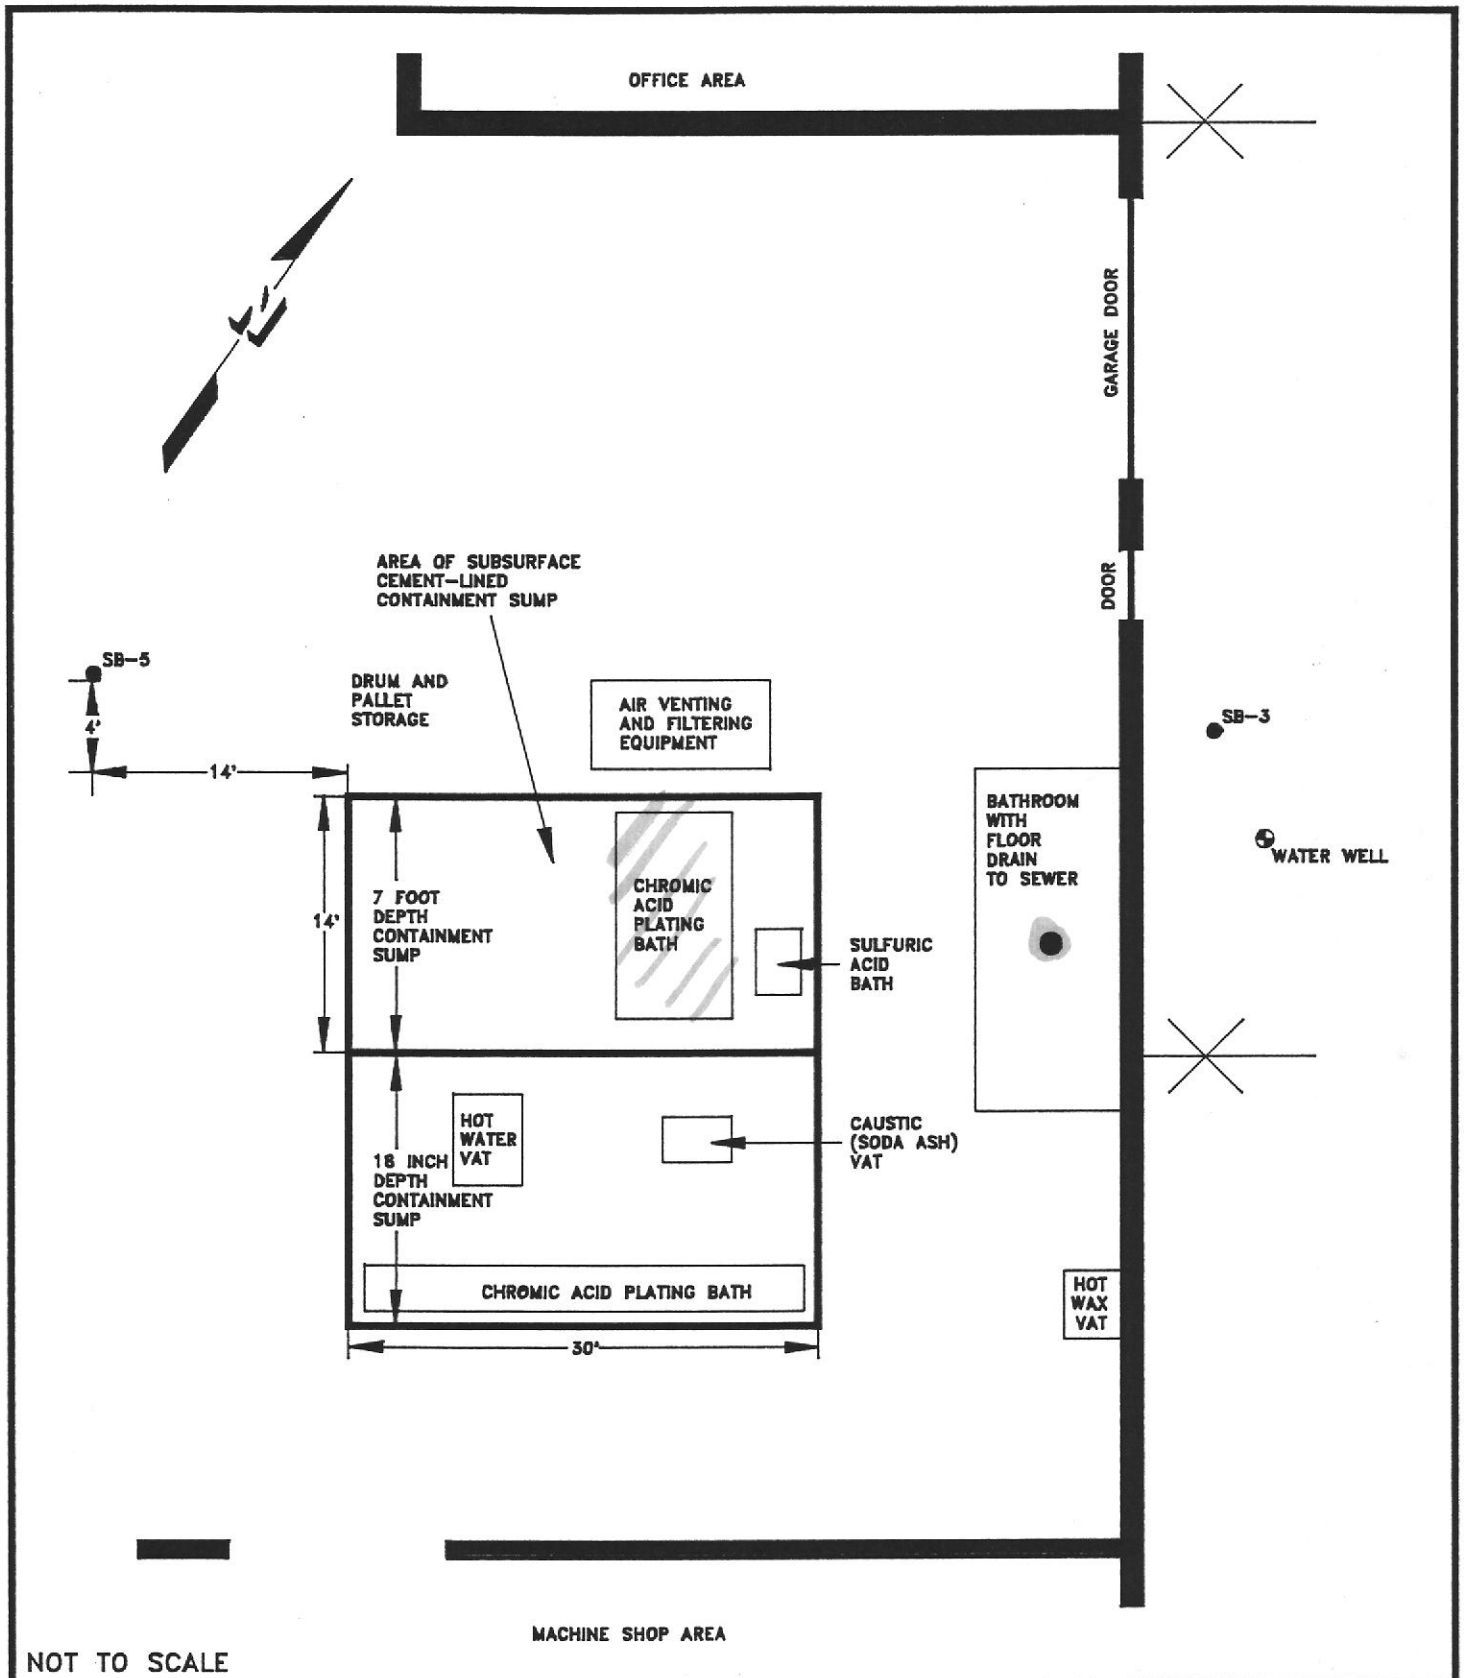 OFFICE AREA
GARAGE DOOR
DOOR
AREA OF SUBSURFACE
CEMENT-LINED
CONTAINMENT SUMP
SB-5
4'
14'
DRUM AND
PALLET
STORAGE
AIR VENTING
AND FILTERING
EQUIPMENT
SB-3
WATER WELL
BATHROOM
WITH
FLOOR
DRAIN
TO SEWER
14'
7 FOOT
DEPTH
CONTAINMENT
SUMP
CHROMIC
ACID
PLATING
BATH
SULFURIC
ACID
BATH
HOT
WATER
VAT
18 INCH
DEPTH
CONTAINMENT
SUMP
CAUSTIC
(SODA ASH)
VAT
CHROMIC ACID PLATING BATH
30'
HOT
WAX
VAT
MACHINE SHOP AREA
NOT TO SCALE